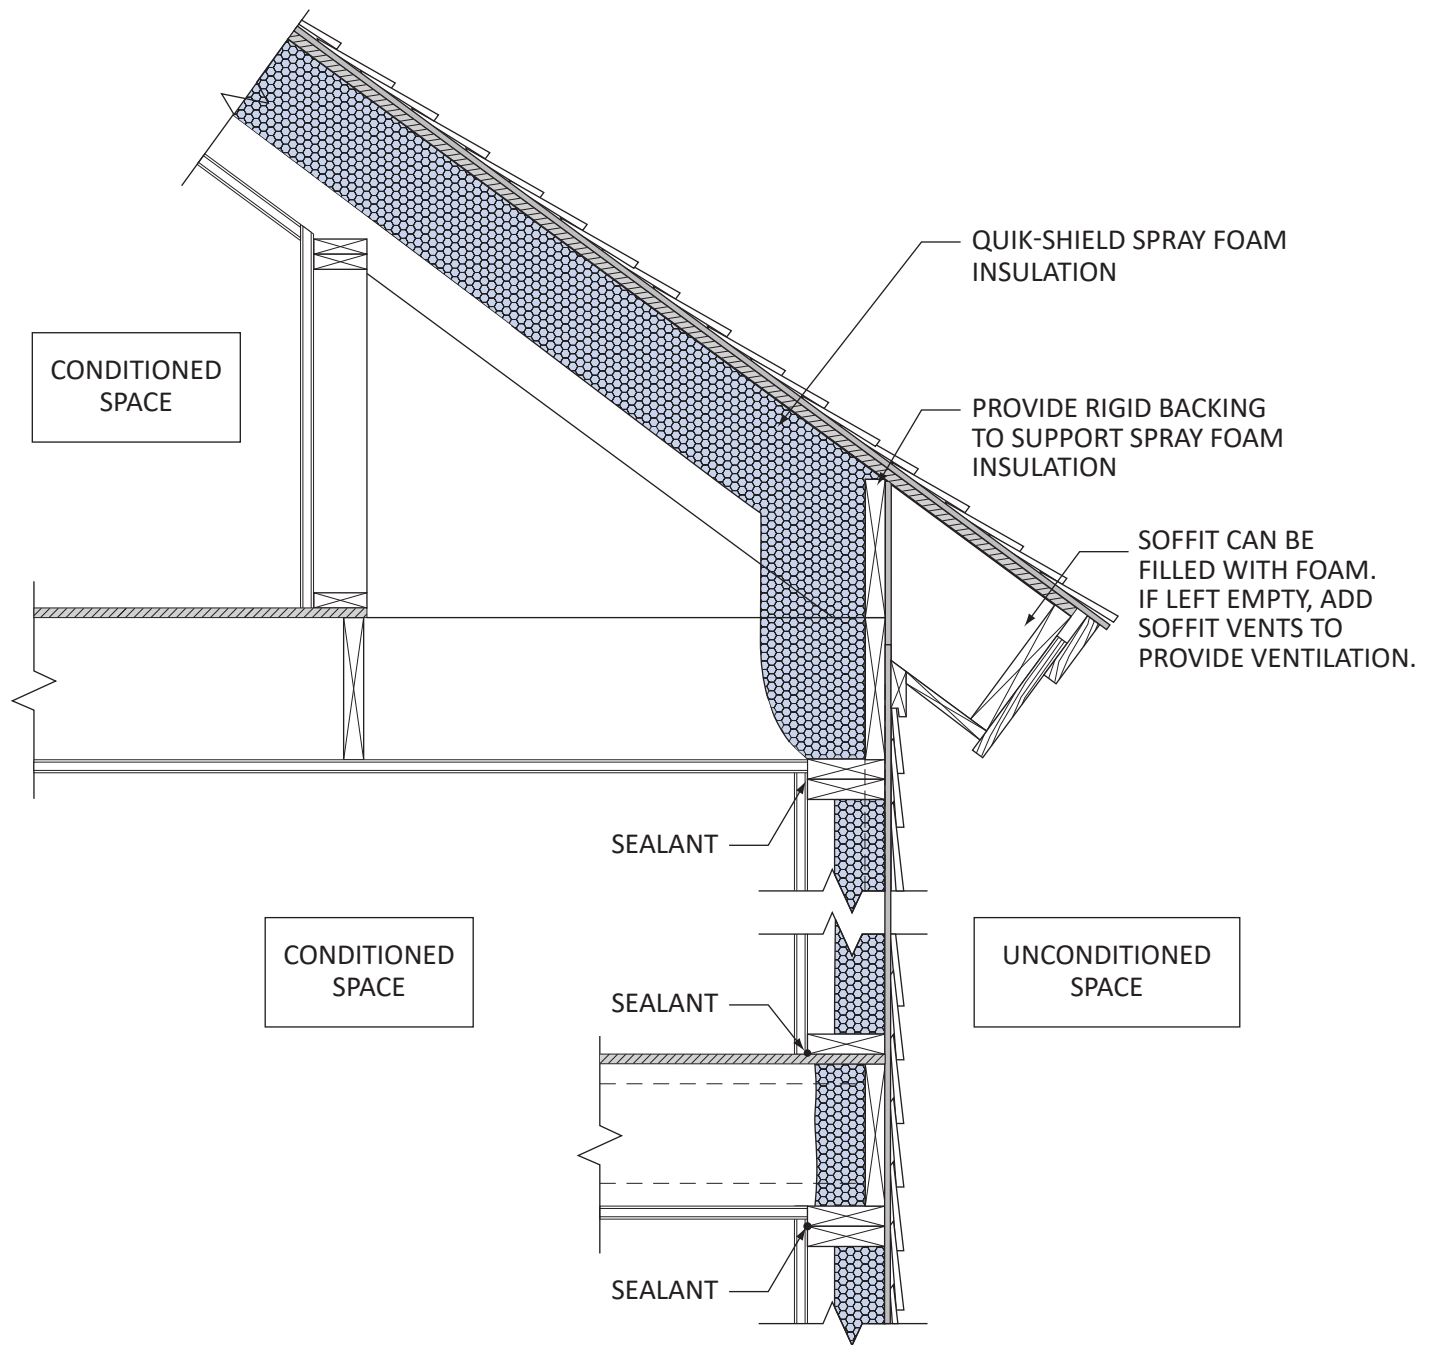 QUIK-SHIELD SPRAY FOAM
INSULATION
CONDITIONED
SPACE
PROVIDE RIGID BACKING
TO SUPPORT SPRAY FOAM
INSULATION
SOFFIT CAN BE
FILLED WITH FOAM.
IF LEFT EMPTY, ADD
SOFFIT VENTS TO
PROVIDE VENTILATION.
SEALANT
CONDITIONED
SPACE
UNCONDITIONED
SPACE
SEALANT
SEALANT